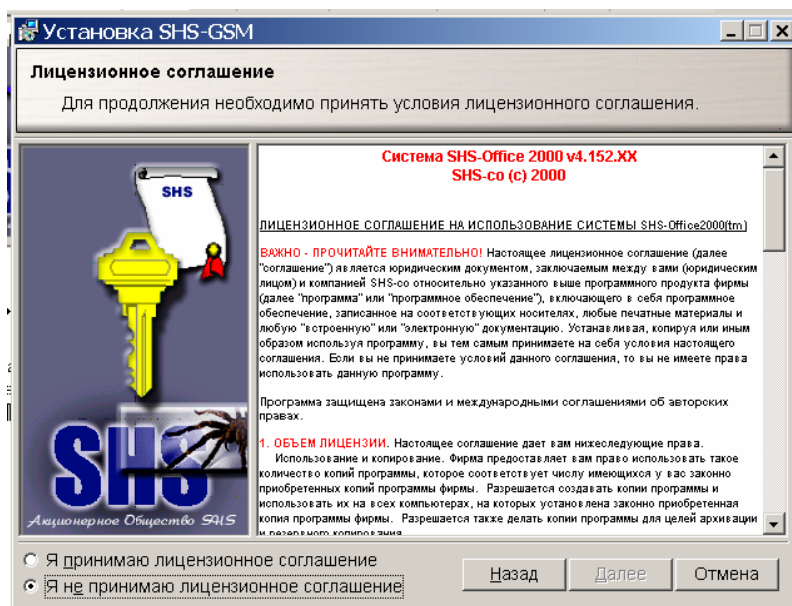 Установка SHS-GSM
Лицензионное соглашение
Для продолжения необходимо принять условия лицензионного соглашения.
SHS
SHS
Акционерное Общество SHS
Система SHS-Office 2000 v4.152.XX
SHS-co (c) 2000
ЛИЦЕНЗИОННОЕ СОГЛАШЕНИЕ НА ИСПОЛЬЗОВАНИЕ СИСТЕМЫ SHS-Office2000(tm)
ВАЖНО - ПРОЧИТАЙТЕ ВНИМАТЕЛЬНО! Настоящее лицензионное соглашение (далее
"соглашение") является юридическим документом, заключаемым между вами (юридическим
лицом) и компанией SHS-co относительно указанного выше программного продукта фирмы
(далее "программа" или "программное обеспечение"), включающего в себя программное
обеспечение, записанное на соответствующих носителях, любые печатные материалы и
любую "встроенную" или "электронную" документацию. Устанавливая, копируя или иным
образом используя программу, вы тем самым принимаете на себя условия настоящего
соглашения. Если вы не принимаете условий данного соглашения, то вы не имеете права
использовать данную программу.
Программа защищена законами и международными соглашениями об авторских
правах.
1. ОБЪЕМ ЛИЦЕНЗИИ. Настоящее соглашение дает вам нижеследующие права.
Использование и копирование. Фирма предоставляет вам право использовать такое
количество копий программы, которое соответствует числу имеющихся у вас законно
приобретенных копий программы фирмы. Разрешается создавать копии программы и
использовать их на всех компьютерах, на которых установлена законно приобретенная
копия программы фирмы. Разрешается также делать копии программы для целей архивации
и резервного копирования
Я принимаю лицензионное соглашение
Я не принимаю лицензионное соглашение
Назад
Далее
Отмена